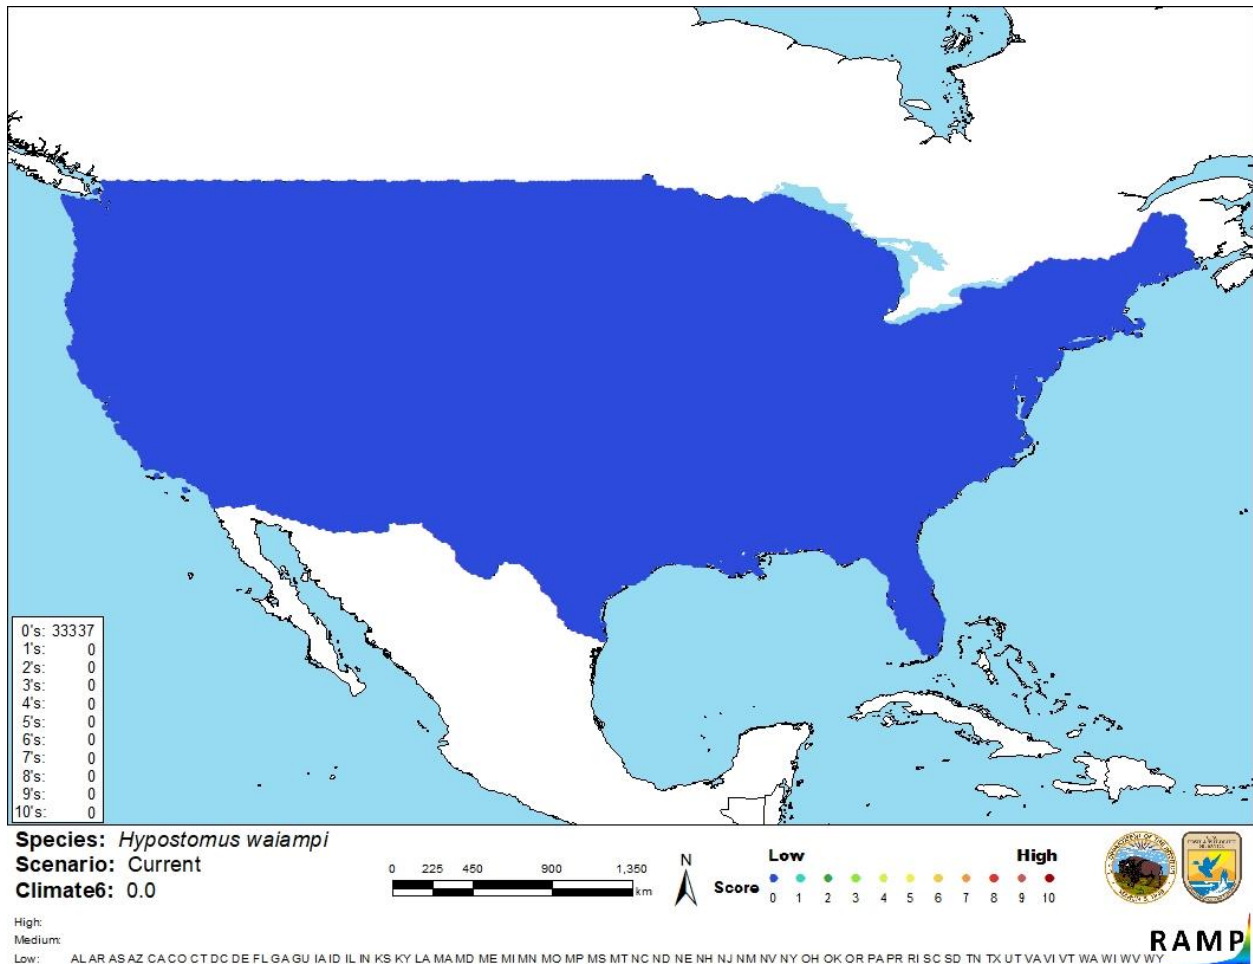 0's: 33337
1's: 0
2's: 0
3's: 0
4's: 0
5's: 0
6's: 0
7's: 0
8's: 0
9's: 0
10's: 0
Species: Hypostomus waiampi
Scenario: Current
Climate6: 0.0
0 225 450 900 1,350
km
N
Low High
Score 0 1 2 3 4 5 6 7 8 9 10
RAMP
High:
Medium:
Low: AL AR AS AZ CA CO CT DC DE FL GA GU IA ID IL IN KS KY LA MA MD ME MI MN MO MP MS MT NC ND NE NH NJ NM NV NY OH OK OR PA PR RI SC SD TN TX UT VA VI VT WA WI WV WY